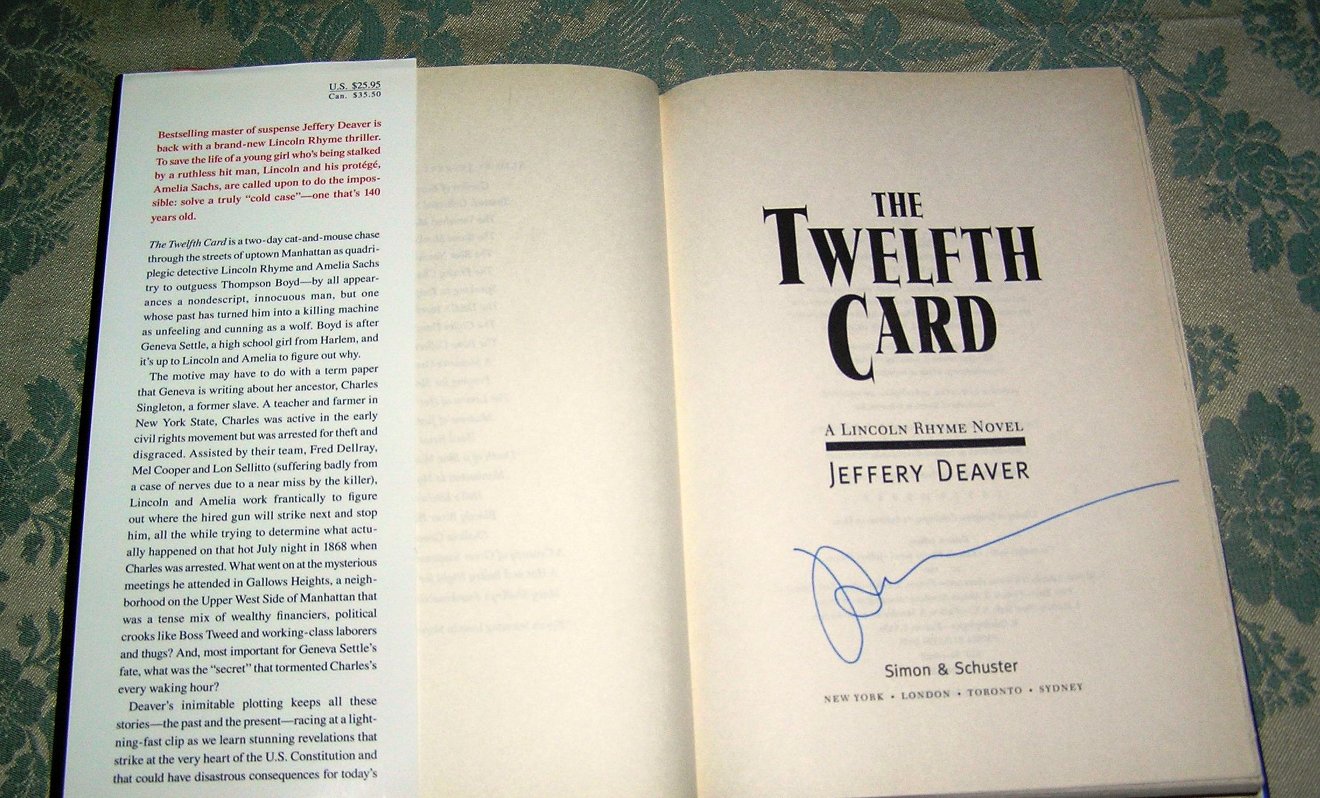 U.S. $25.95
Can. $35.50
Bestselling master of suspense Jeffery Deaver is
back with a brand-new Lincoln Rhyme thriller.
To save the life of a young girl who's being stalked
by a ruthless hit man, Lincoln and his protégé,
Amelia Sachs, are called upon to do the impos-
sible: solve a truly "cold case"—one that's 140
years old.
The Twelfth Card is a two-day cat-and-mouse chase
through the streets of uptown Manhattan as quadri-
plegic detective Lincoln Rhyme and Amelia Sachs
try to outguess Thompson Boyd—by all appear-
ances a nondescript, innocuous man, but one
whose past has turned him into a killing machine
as unfeeling and cunning as a wolf. Boyd is after
Geneva Settle, a high school girl from Harlem, and
it's up to Lincoln and Amelia to figure out why.
The motive may have to do with a term paper
that Geneva is writing about her ancestor, Charles
Singleton, a former slave. A teacher and farmer in
New York State, Charles was active in the early
civil rights movement but was arrested for theft and
disgraced. Assisted by their team, Fred Dellray,
Mel Cooper and Lon Sellitto (suffering badly from
a case of nerves due to a near miss by the killer),
Lincoln and Amelia work frantically to figure
out where the hired gun will strike next and stop
him, all the while trying to determine what actu-
ally happened on that hot July night in 1868 when
Charles was arrested. What went on at the mysterious
meetings he attended in Gallows Heights, a neigh-
borhood on the Upper West Side of Manhattan that
was a tense mix of wealthy financiers, political
crooks like Boss Tweed and working-class laborers
and thugs? And, most important for Geneva Settle's
fate, what was the "secret" that tormented Charles's
every waking hour?
Deaver's inimitable plotting keeps all these
stories—the past and the present—racing at a light-
ning-fast clip as we learn stunning revelations that
strike at the very heart of the U.S. Constitution and
that could have disastrous consequences for today's
THE
TWELFTH
CARD
A LINCOLN RHYME NOVEL
JEFFERY DEAVER
Simon & Schuster
NEW YORK • LONDON • TORONTO • SYDNEY